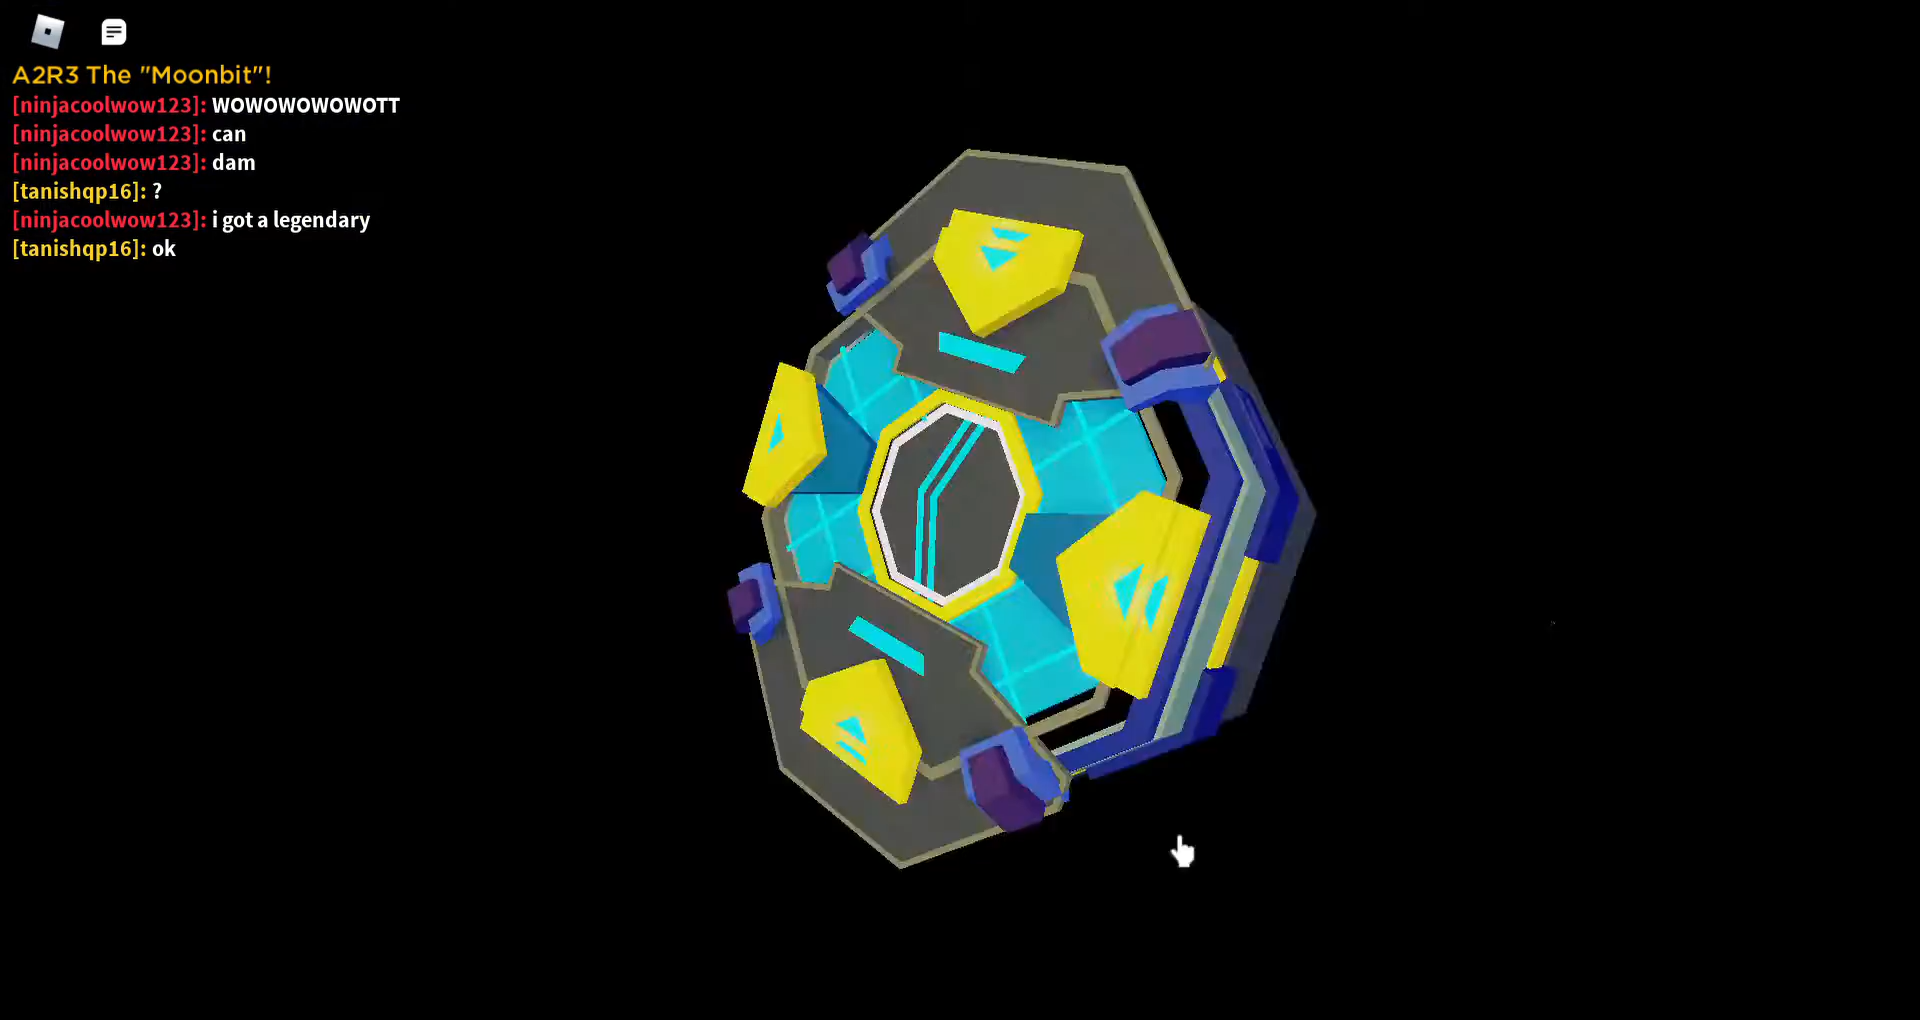 A2R3 The "Moonbit"!
[ninjacoolwow123]: WOWOWOWOWOTT
[ninjacoolwow123]: can
[ninjacoolwow123]: dam
[tanishqp16]: ?
[ninjacoolwow123]: i got a legendary
[tanishqp16]: ok